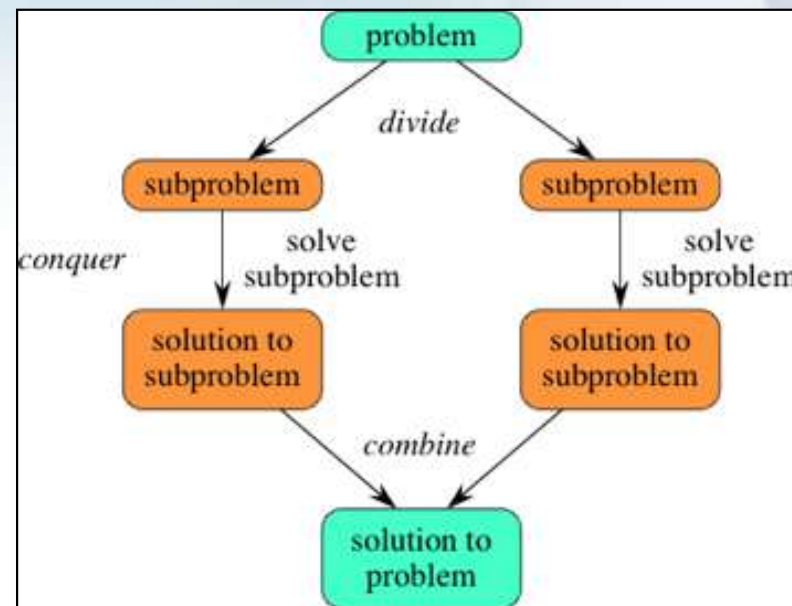 problem
divide
subproblem
subproblem
conquer
solve
subproblem
solve
subproblem
solution to
subproblem
solution to
subproblem
combine
solution to
problem